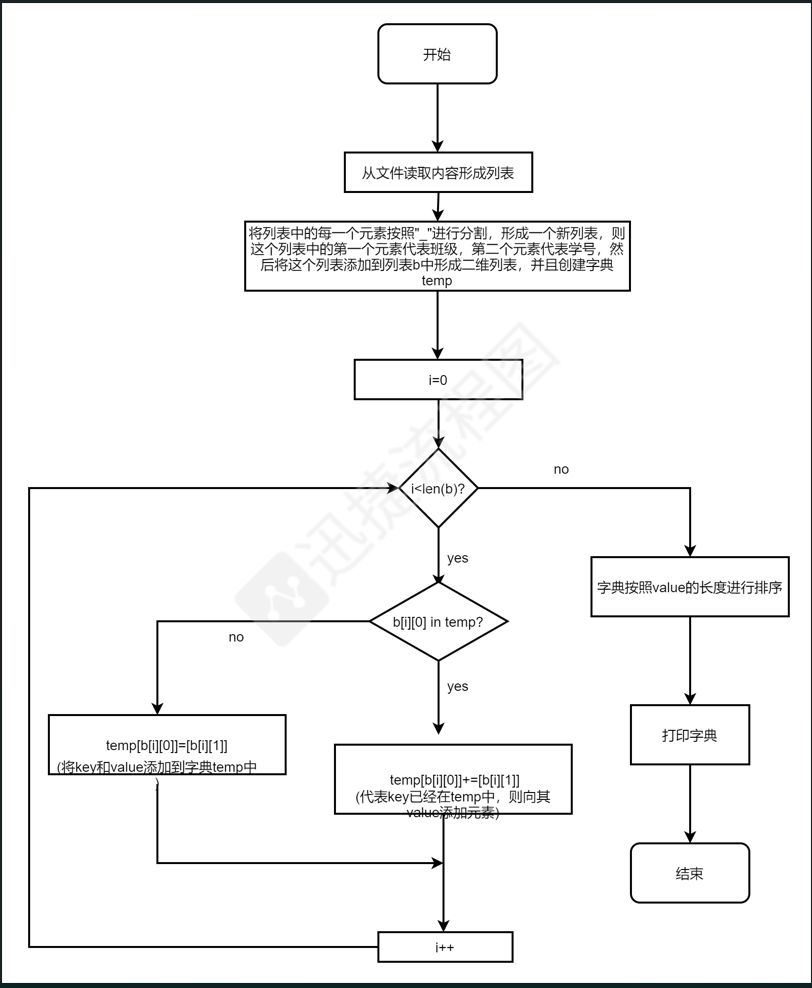 开始
从文件读取内容形成列表
将列表中的每一个元素按照"_"进行分割，形成一个新列表，则
这个列表中的第一个元素代表班级，第二个元素代表学号，然
后将这个列表添加到列表b中形成二维列表，并且创建字典
temp
i=0
i<len(b)?
no
yes
字典按照value的长度进行排序
b[i][0] in temp?
no
yes
打印字典
temp[b[i][0]]=[b[i][1]]
(将key和value添加到字典temp中
)
temp[b[i][0]]+=[b[i][1]]
(代表key已经在temp中，则向其
value添加元素)
结束
i++
迅捷流程图